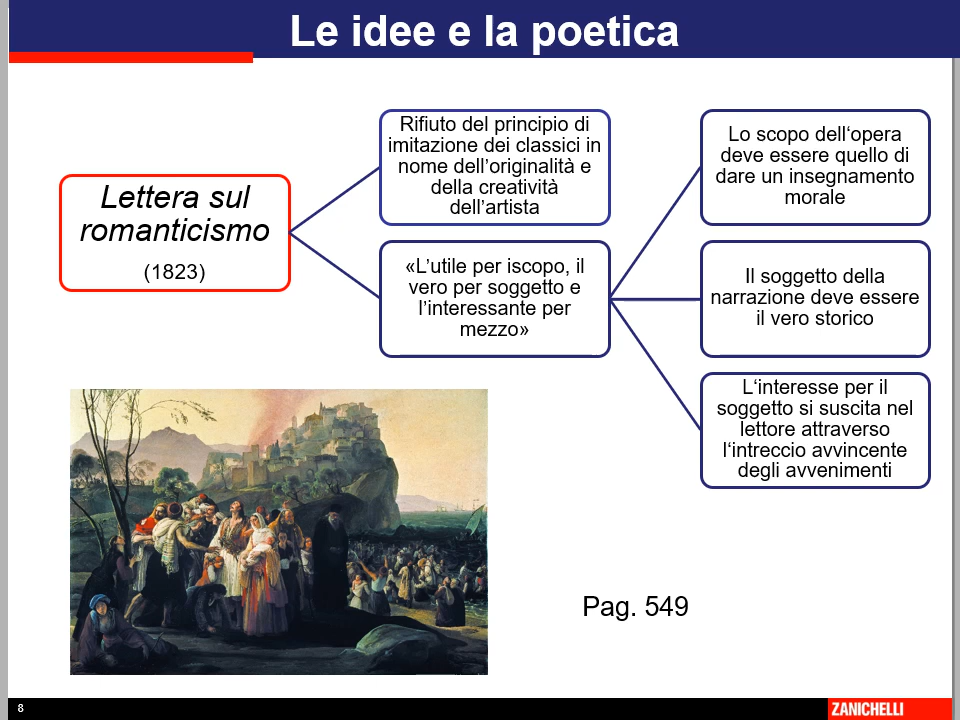 Le idee e la poetica
Lettera sul
romanticismo
(1823)
Rifiuto del principio di
imitazione dei classici in
nome dell’originalità e
della creatività
dell’artista
«L’utile per iscopo, il
vero per soggetto e
l’interessante per
mezzo»
Lo scopo dell‘opera
deve essere quello di
dare un insegnamento
morale
Il soggetto della
narrazione deve essere
il vero storico
L‘interesse per il
soggetto si suscita nel
lettore attraverso
l‘intreccio avvincente
degli avvenimenti
Pag. 549
8
ZANICHELLI